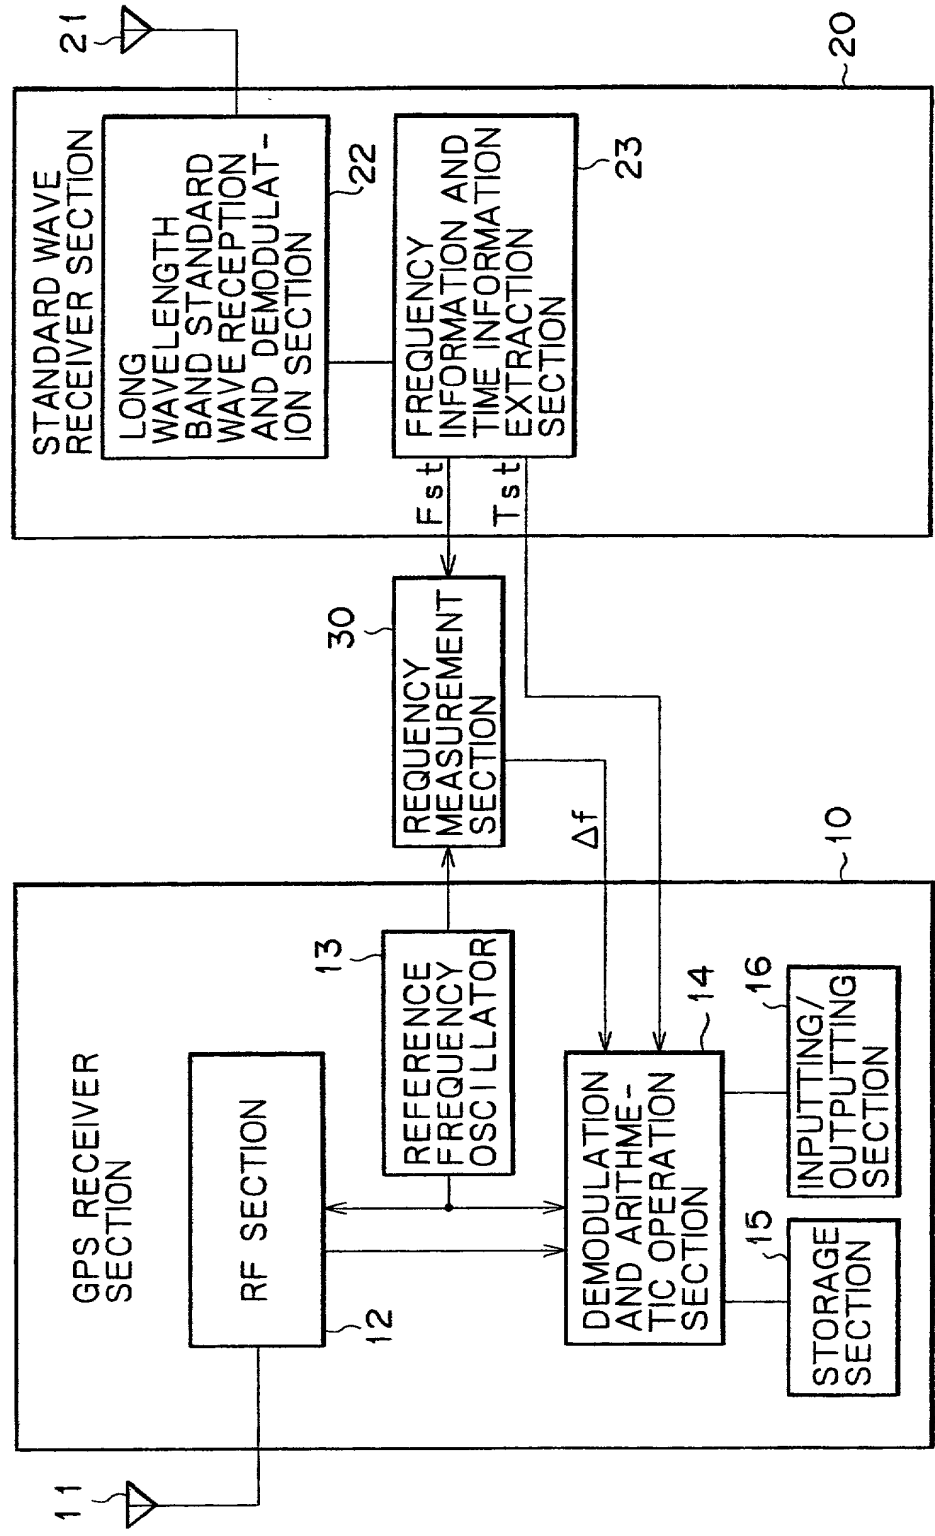 11
GPS RECEIVER
SECTION
RF SECTION
12
REFERENCE
FREQUENCY
OSCILLATOR
13
DEMODULATION
AND ARITHME-
TIC OPERATION
SECTION
14
STORAGE
SECTION
15
INPUTTING/
OUTPUTTING
SECTION
16
10
Δf
REQUENCY
MEASUREMENT
SECTION
30
Fst
Tst
STANDARD WAVE
RECEIVER SECTION
LONG
WAVELENGTH
BAND STANDARD
WAVE RECEPTION
AND DEMODULAT-
ION SECTION
22
FREQUENCY
INFORMATION AND
TIME INFORMATION
EXTRACTION
SECTION
23
21
20